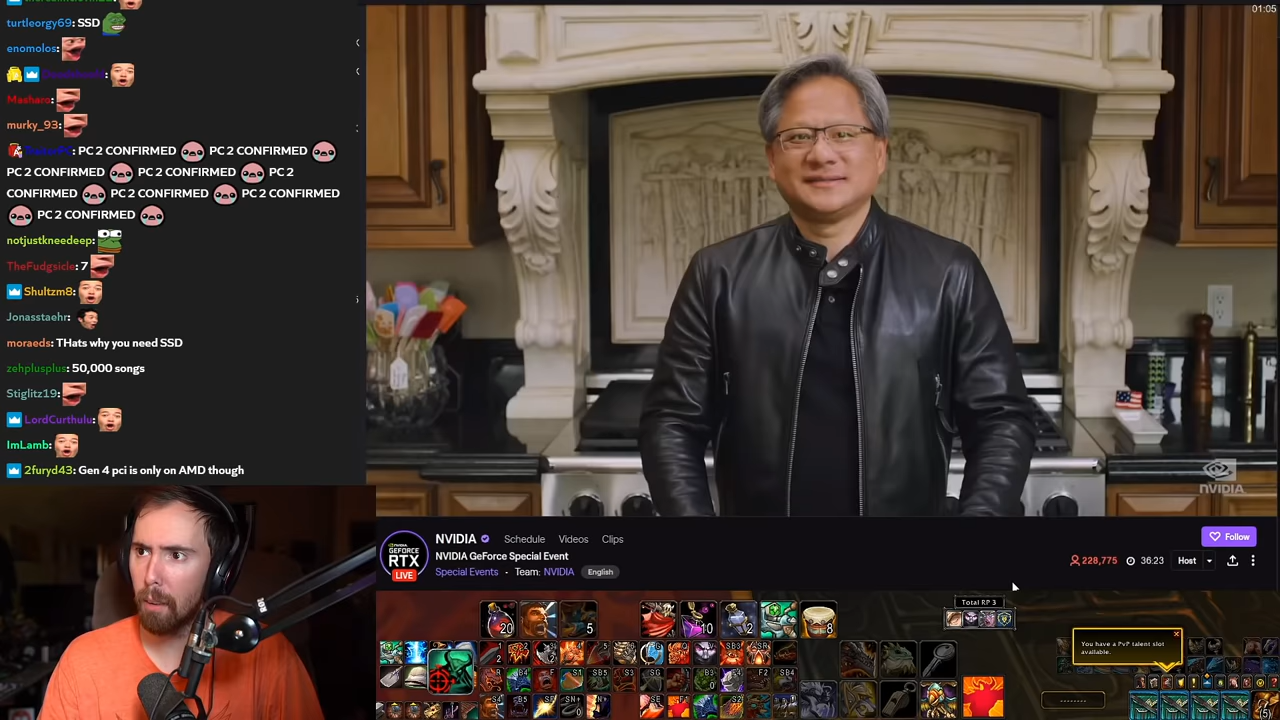 turtleorgy69: SSD
enomolos:
Masharo:
murky_93:
PC 2 CONFIRMED PC 2 CONFIRMED
PC 2 CONFIRMED PC 2 CONFIRMED PC 2
CONFIRMED PC 2 CONFIRMED PC 2 CONFIRMED
PC 2 CONFIRMED
notjustkneedeep:
TheFudgsicle: 7
Shultzm8:
Jonasstaehr:
moraeds: THats why you need SSD
zehplusplus: 50,000 songs
Stiglitz19:
LordCurthulu:
ImLamb:
2furyd43: Gen 4 pci is only on AMD though
01:05
NVIDIA
GEFORCE
RTX
LIVE
NVIDIA Schedule Videos Clips
Follow
NVIDIA GeForce Special Event
Special Events · Team: NVIDIA English
228,775 36:23 Host
Total RP 3
You have a PvP talent slot
available.
20
5
10
2
8